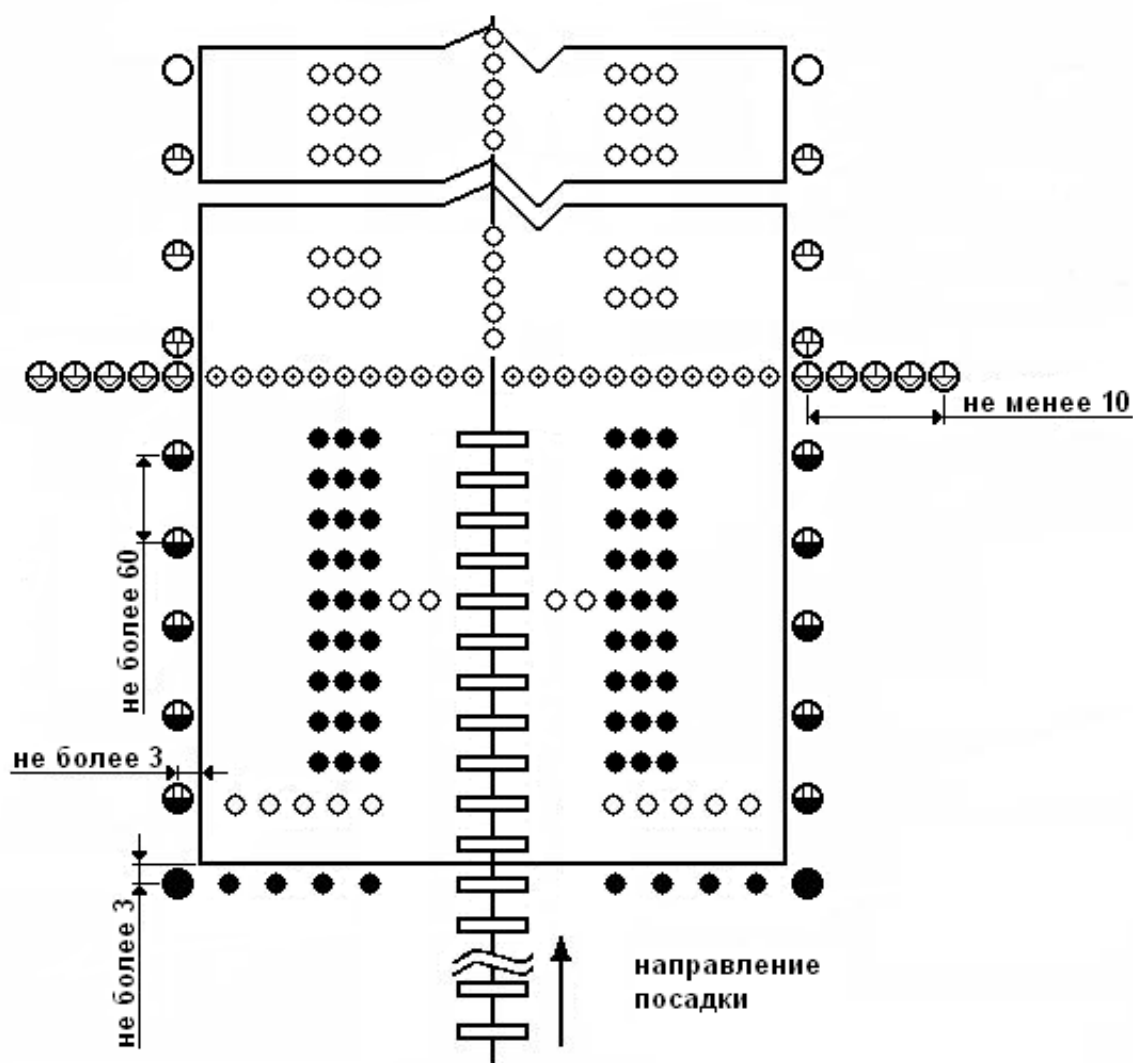 не менее 10
не более 60
не более 3
не более 3
направление
посадки